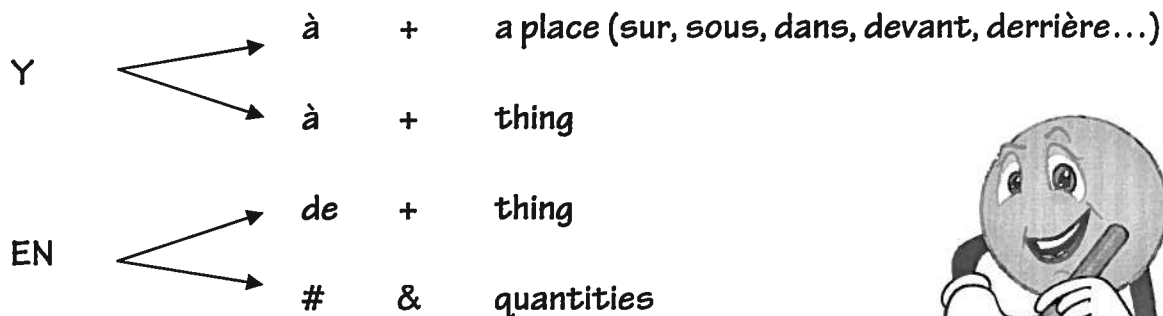 à + a place (sur, sous, dans, devant, derrière...)
Y
à + thing
de + thing
EN
# & quantities